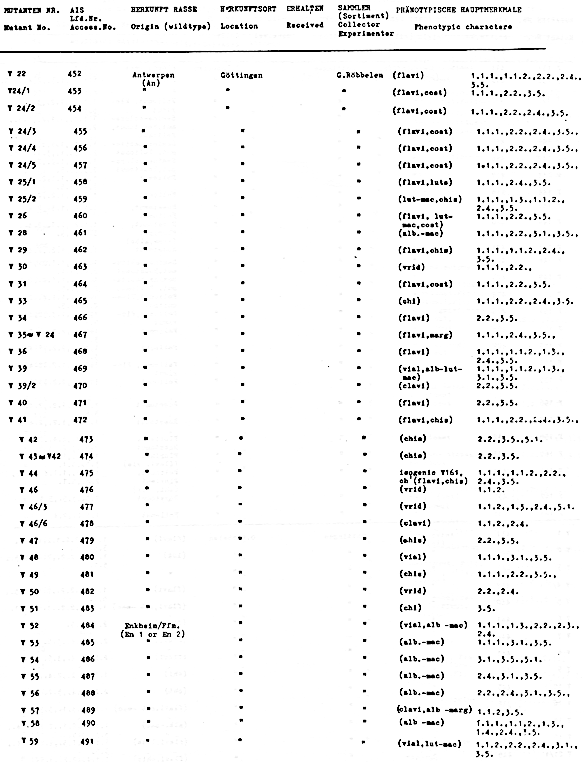 MUTANTEN NR. AIS HERKUNFT RASSE HERKUNFTSORT ERHALTEN SAMMLER PHÄNOTYPISCHE HAUPTMERKMALE
Lfd.Nr. (Sortiment)
Mutant No. Access.No. Origin (wildtype) Location Received Collector Phenotypic characters
Experimenter
V 22 452 Antwerpen Göttingen G.Röbbelen (flavi) 1.1.1.,1.1.2.,2.2.,2.4.,
(An) 3.5.
V24/1 453 " " " (flavi,cost) 1.1.1.,2.2.,3.5.
V 24/2 454 " " " (flavi,cost) 1.1.1.,2.2.,2.4.,3.5.
V 24/3 455 " " " (flavi,cost) 1.1.1.,2.2.,2.4.,3.5.,
V 24/4 456 " " " (flavi,cost) 1.1.1.,2.2.,2.4.,3.5.
V 24/5 457 " " " (flavi,cost) 1.1.1.,2.2.,2.4.,3.5.
V 25/1 458 " " " (flavi,lute) 1.1.1.,2.4.,3.5.
V 25/2 459 " " " (lut-mac,chis) 1.1.1.,1.3.,1.1.2.,
2.4.,3.5.
V 26 460 " " " (flavi, lut- 1.1.1.,2.2.,3.5.
mac,cost)
V 28 461 " " " (alb.-mac) 1.1.1.,2.2.,3.1.,3.5.,
V 29 462 " " " (flavi,chis) 1.1.1.,1.1.2.,2.4.,
3.5.
V 30 463 " " " (vrid) 1.1.1.,2.2.,
V 31 464 " " " (flavi,cost) 1.1.1.,2.2.,3.5.
V 33 465 " " " (chi) 1.1.1.,2.2.,2.4.,3.5.
V 34 466 " " " (flavi) 2.2.,3.5.
V 35= V 24 467 " " " (flavi,marg) 1.1.1.,2.4.,3.5.,
V 36 468 " " " (flavi) 1.1.1.,1.1.2.,1.3.,
2.4.,3.5.
V 39 469 " " " (vial,alb-lut- 1.1.1.,1.1.2.,1.3.,
mac) 3.1.,3.5.
V 39/2 470 " " " (clavi) 2.2.,3.5.
V 40 471 " " " (flavi) 2.2.,3.5.
V 41 472 " " " (flavi,chis) 1.1.1.,2.2.,2.4.,3.5.,
V 42 473 " " " (chis) 2.2.,3.5.,5.1.
V 43=V42 474 " " " (chis) 2.2.,3.5.
V 44 475 " " " isogenic V161, 1.1.1.,1.1.2.,2.2.,
ch (flavi,chis) 2.4.,3.5.
V 46 476 " " " (vrid) 1.1.2.
V 46/3 477 " " " (vrid) 1.1.2.,1.3.,2.4.,5.1
V 46/6 478 " " " (clavi) 1.1.2.,2.4.
V 47 479 " " " (chis) 2.2.,3.5.
V 48 480 " " " (vial) 1.1.1.,3.1.,3.5.
V 49 481 " " " (chis) 1.1.1.,2.2.,3.5.,
V 50 482 " " " (vrid) 2.2.,2.4.
V 51 483 " " " (chi) 3.5.
V 52 484 Enkheim/Ffm. " " (vial,alb -mac) 1.1.1.,1.3.,2.2.,2.3.,
(En 1 or En 2) 2.4.
V 53 485 " " " (alb.-mac) 1.1.1.,3.1.,3.5.
V 54 486 " " " (alb.-mac) 3.1.,3.5.,5.1.
V 55 487 " " " (alb.-mac) 2.4.,3.1.,3.5.
V 56 488 " " " (alb.-mac) 2.2.,2.4.,3.1.,3.5.,
V 57 489 " " " (clavi,alb -marg) 1.1.2,3.5.
V 58 490 " " " (alb -mac) 1.1.1.,1.1.2.,1.3.,
1.4.,2.4.,
V 59 491 " " " (vial,lut-mac) 1.1.2.,2.2.,2.4.,3.1.,
3.5.